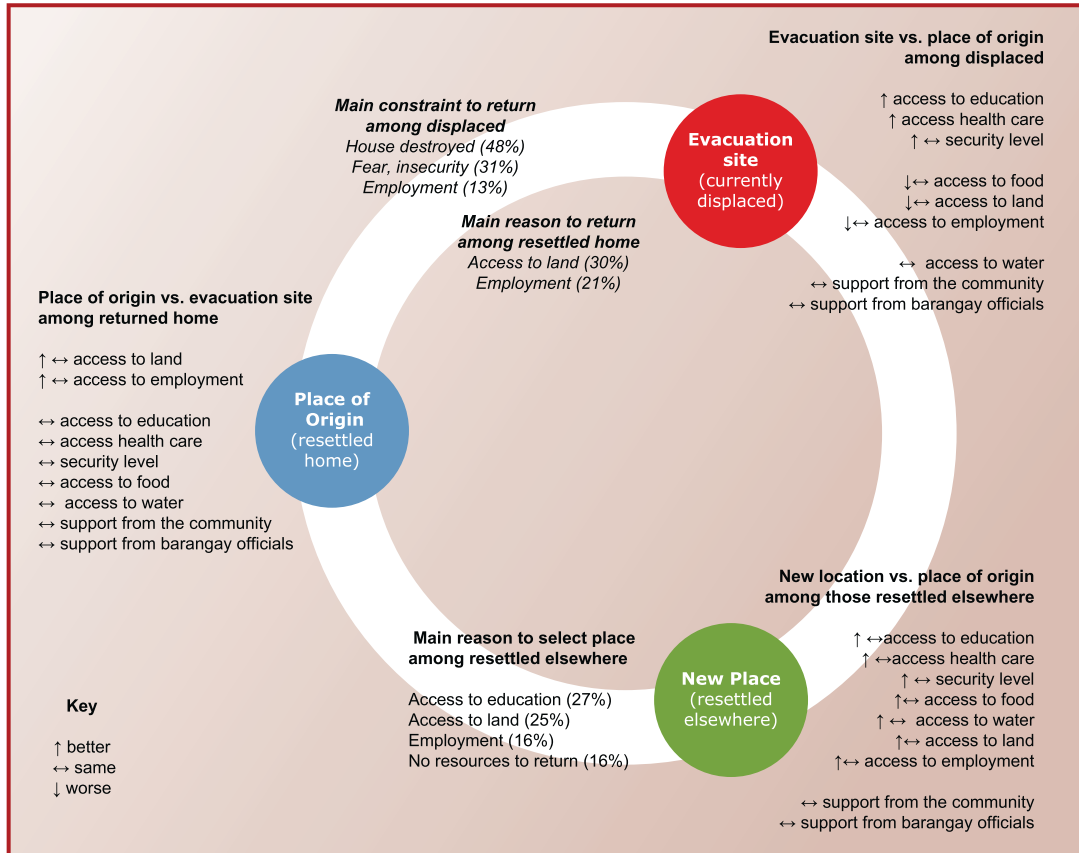 Evacuation site vs. place of origin
among displaced
↑ access to education
↑ access health care
↑ ↔ security level
↓↔ access to food
↓↔ access to land
↓↔ access to employment
↔ access to water
↔ support from the community
↔ support from barangay officials
Evacuation
site
(currently
displaced)
Main constraint to return
among displaced
House destroyed (48%)
Fear, insecurity (31%)
Employment (13%)
Main reason to return
among resettled home
Access to land (30%)
Employment (21%)
Place of origin vs. evacuation site
among returned home
↑ ↔ access to land
↑ ↔ access to employment
↔ access to education
↔ access health care
↔ security level
↔ access to food
↔ access to water
↔ support from the community
↔ support from barangay officials
Place of
Origin
(resettled
home)
New location vs. place of origin
among those resettled elsewhere
↑ ↔access to education
↑ ↔access health care
↑ ↔ security level
↑↔ access to food
↑ ↔ access to water
↑↔ access to land
↑↔ access to employment
↔ support from the community
↔ support from barangay officials
New Place
(resettled
elsewhere)
Main reason to select place
among resettled elsewhere
Access to education (27%)
Access to land (25%)
Employment (16%)
No resources to return (16%)
Key
↑ better
↔ same
↓ worse